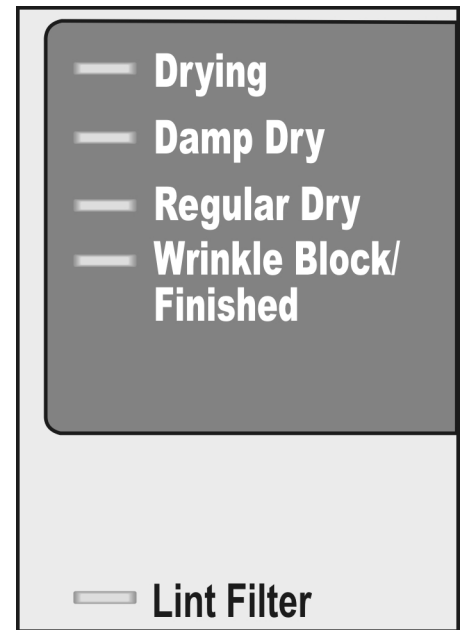 Drying
Damp Dry
Regular Dry
Wrinkle Block/
Finished
Lint Filter